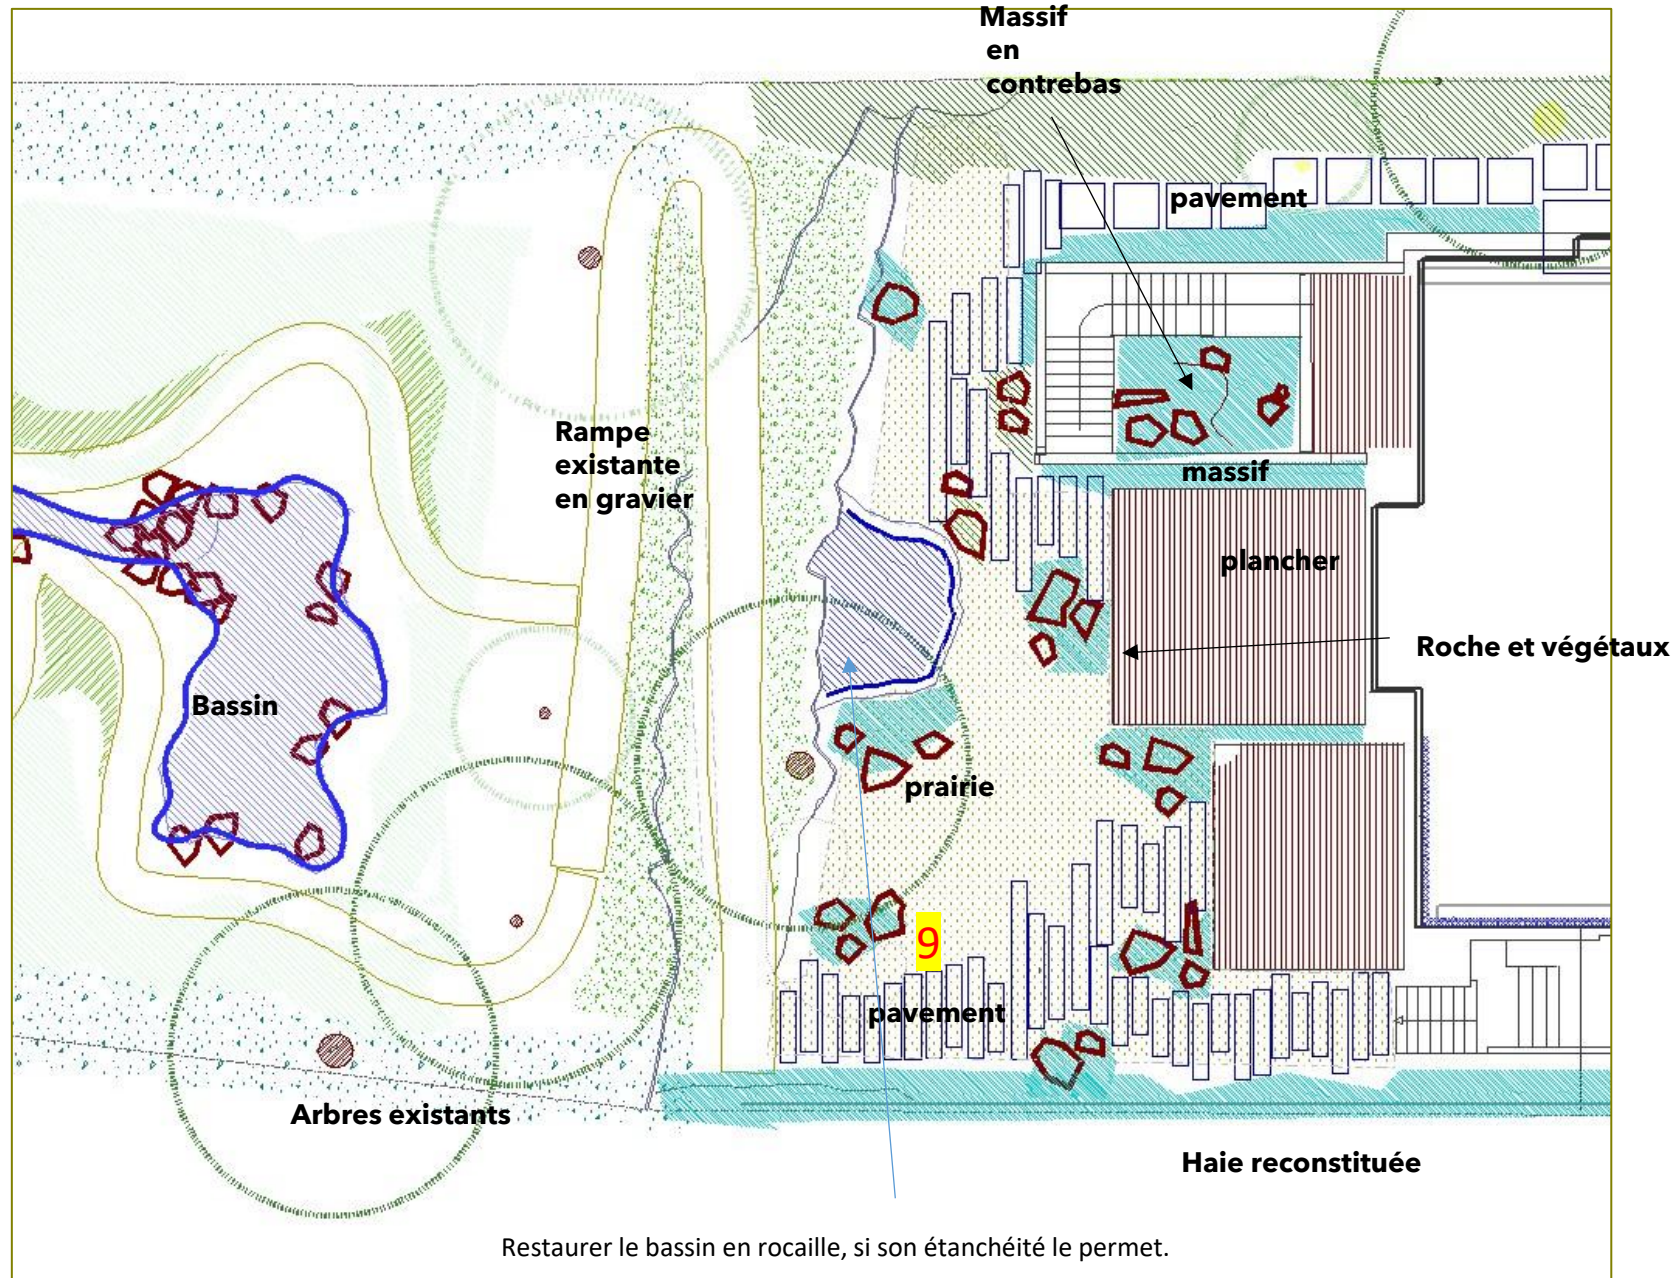 Massif
en
contrebas
pavement
Rampe
existante
en gravier
massif
plancher
Roche et végétaux
Bassin
prairie
9
pavement
Arbres existants
Haie reconstituée
Restaurer le bassin en rocaille, si son étanchéité le permet.